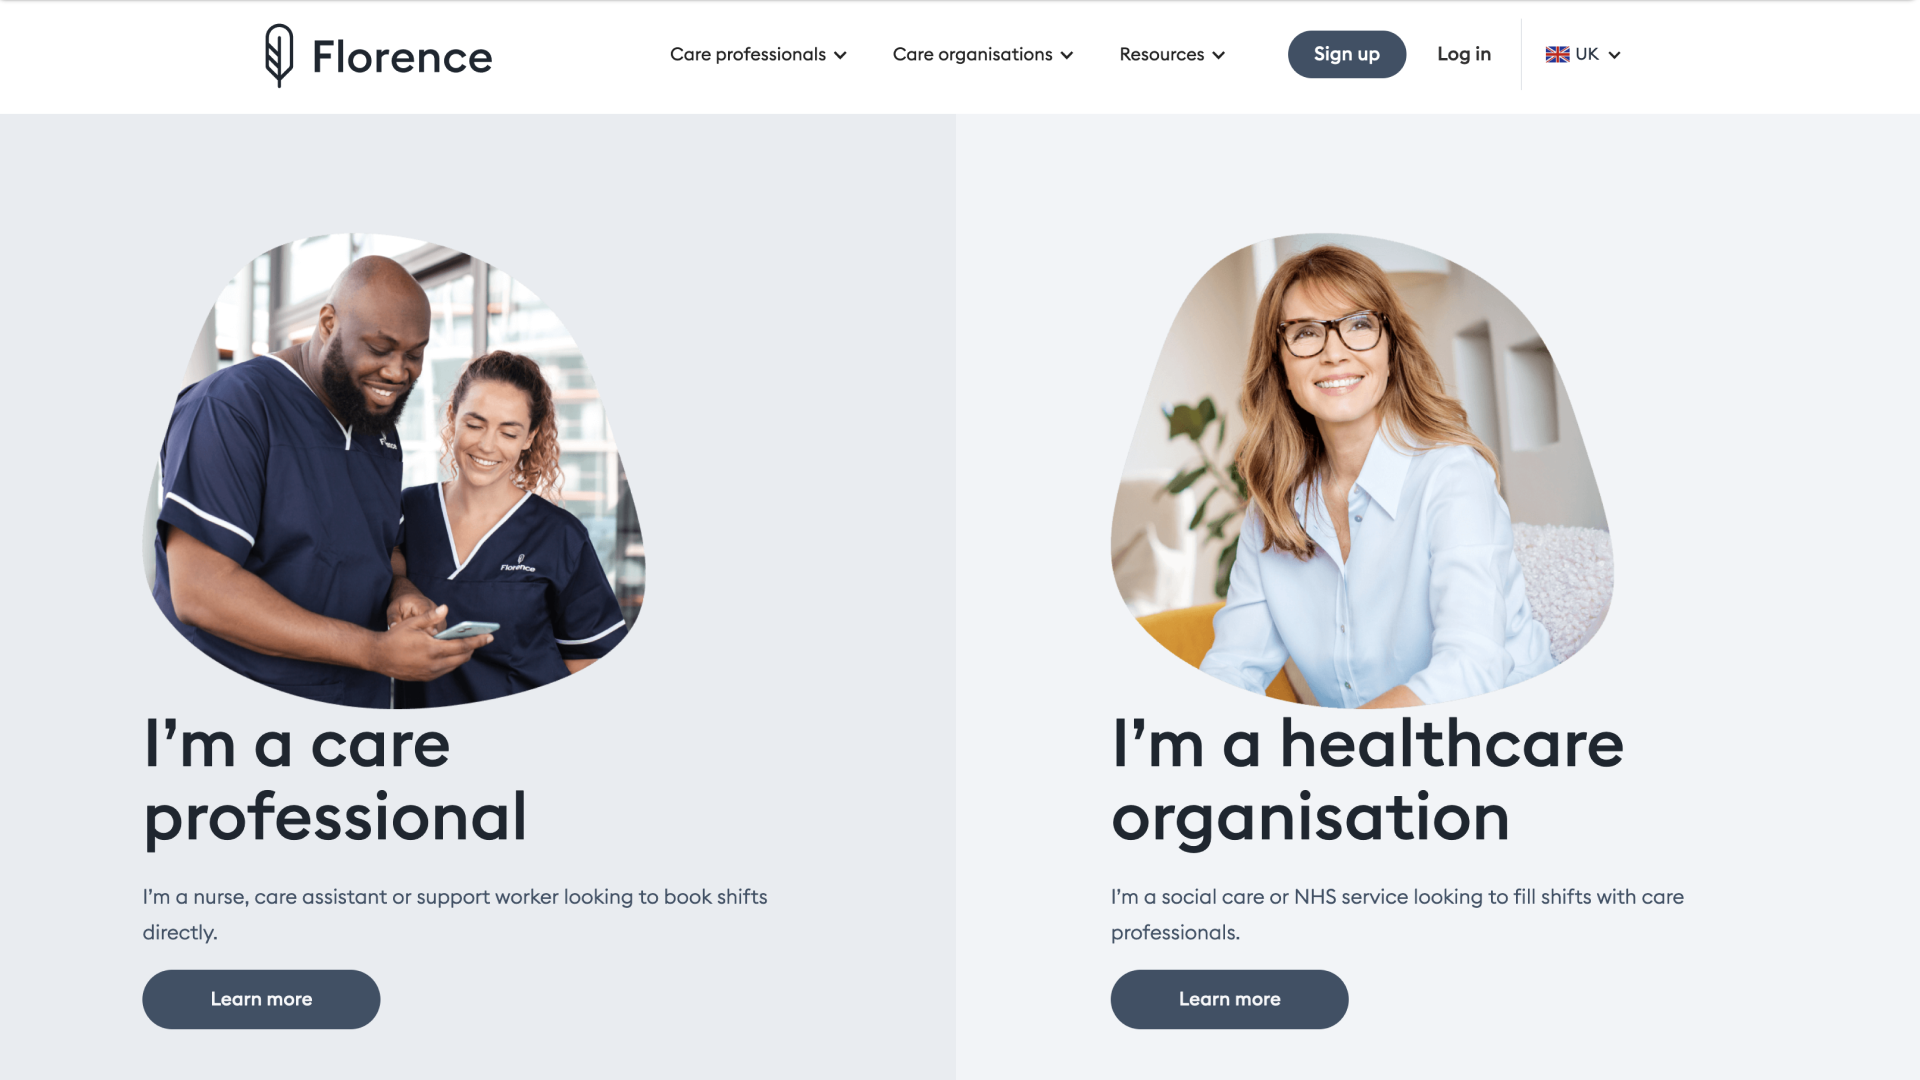 Florence
Care professionals
Care organisations
Resources
Sign up
Log in
UK
Florence
I'm a care
professional
I'm a nurse, care assistant or support worker looking to book shifts
directly.
Learn more
I'm a healthcare
organisation
I'm a social care or NHS service looking to fill shifts with care
professionals.
Learn more